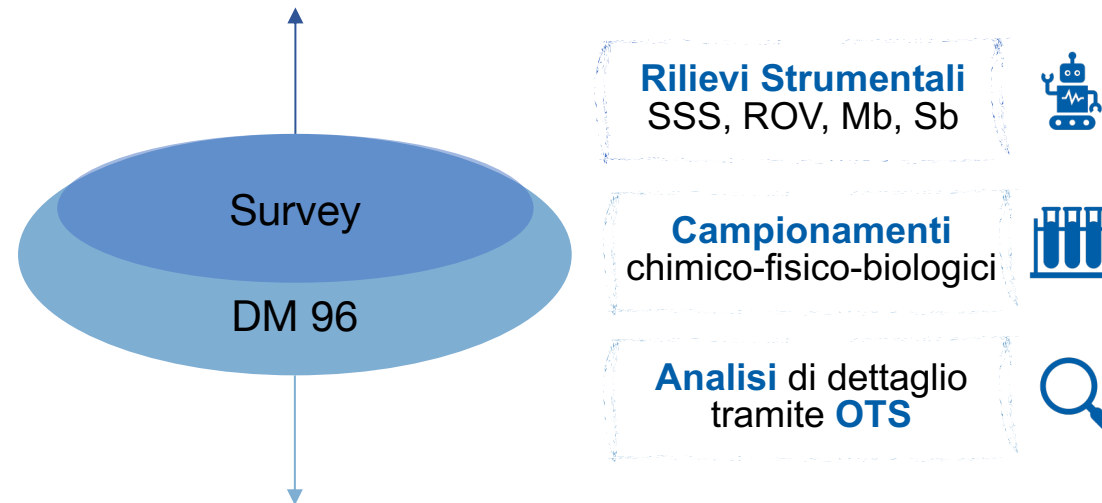 Survey
DM 96
Rilievi Strumentali
SSS, ROV, Mb, Sb
Campionamenti
chimico-fisico-biologici
Analisi di dettaglio
tramite OTS